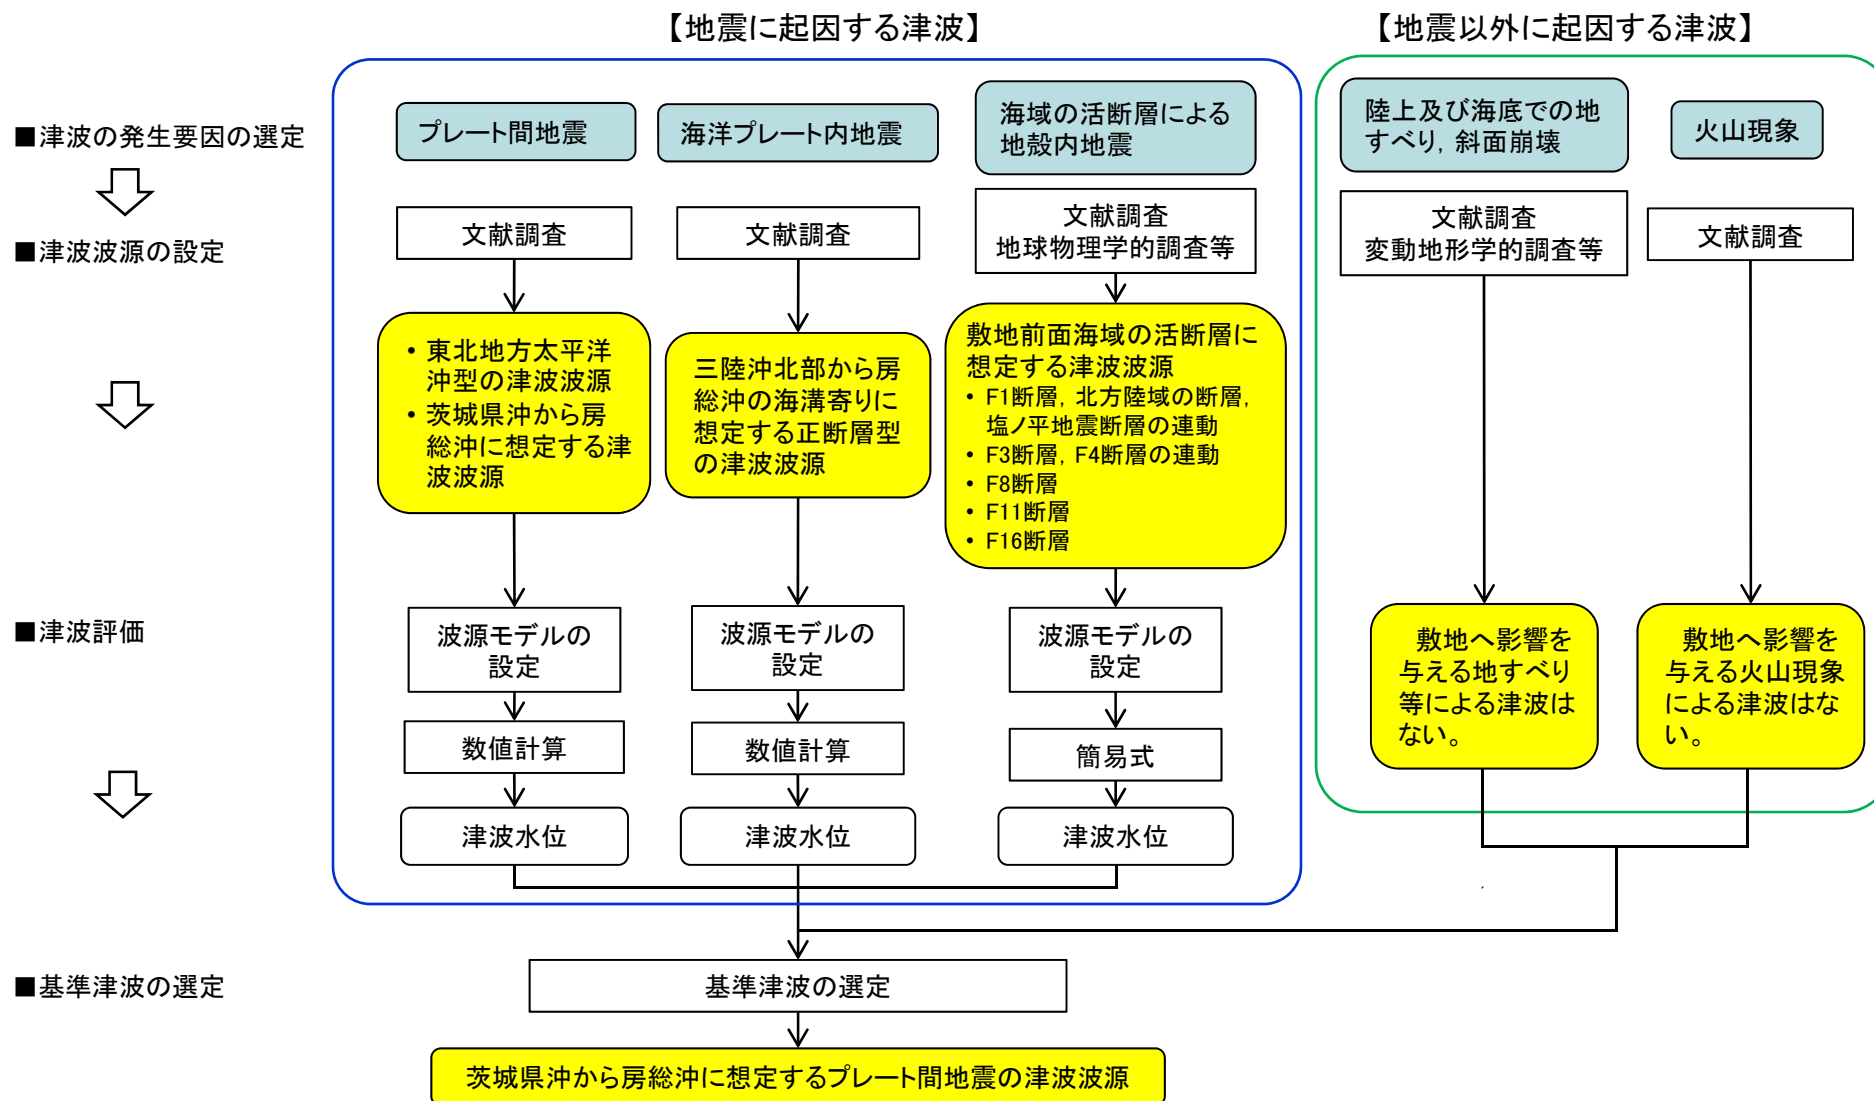 【地震に起因する津波】
【地震以外に起因する津波】
■津波の発生要因の選定
プレート間地震
海洋プレート内地震
海域の活断層による
地殻内地震
陸上及び海底での地
すべり，斜面崩壊
火山現象
■津波波源の設定
文献調査
文献調査
文献調査
地球物理学的調査等
文献調査
変動地形学的調査等
文献調査
・東北地方太平洋
沖型の津波波源
・茨城県沖から房
総沖に想定する津
波波源
三陸沖北部から房
総沖の海溝寄りに
想定する正断層型
の津波波源
敷地前面海域の活断層に
想定する津波波源
・F1断層，北方陸域の断層，
塩ノ平地震断層の連動
・F3断層，F4断層の連動
・F8断層
・F11断層
・F16断層
■津波評価
波源モデルの
設定
波源モデルの
設定
波源モデルの
設定
敷地へ影響を
与える地すべり
等による津波は
ない。
敷地へ影響を
与える火山現象
による津波はな
い。
数値計算
数値計算
簡易式
津波水位
津波水位
津波水位
■基準津波の選定
基準津波の選定
茨城県沖から房総沖に想定するプレート間地震の津波波源